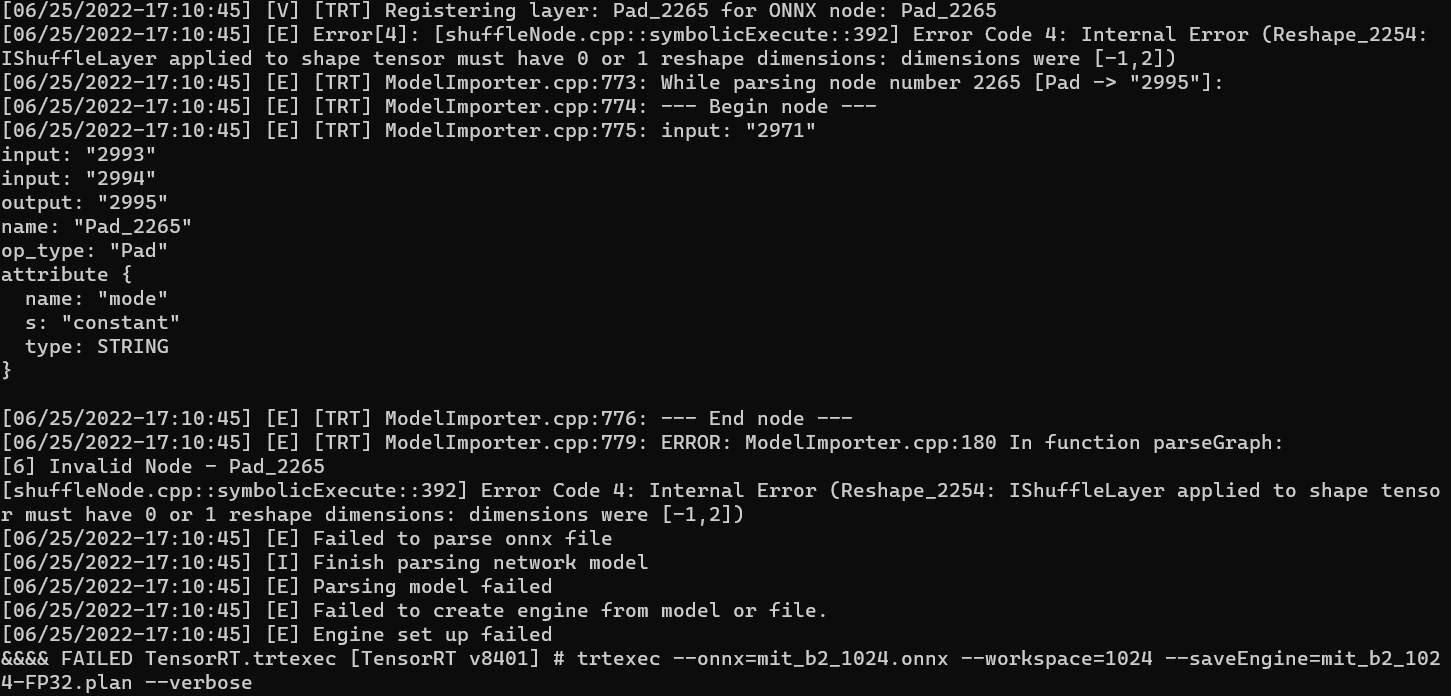 [06/25/2022-17:10:45] [V] [TRT] Registering layer: Pad_2265 for ONNX node: Pad_2265
[06/25/2022-17:10:45] [E] Error[4]: [shuffleNode.cpp::symbolicExecute::392] Error Code 4: Internal Error (Reshape_2254:
IShuffleLayer applied to shape tensor must have 0 or 1 reshape dimensions: dimensions were [-1,2])
[06/25/2022-17:10:45] [E] [TRT] ModelImporter.cpp:773: While parsing node number 2265 [Pad -> "2995"]:
[06/25/2022-17:10:45] [E] [TRT] ModelImporter.cpp:774: --- Begin node ---
[06/25/2022-17:10:45] [E] [TRT] ModelImporter.cpp:775: input: "2971"
input: "2993"
input: "2994"
output: "2995"
name: "Pad_2265"
op_type: "Pad"
attribute {
  name: "mode"
  s: "constant"
  type: STRING
}
[06/25/2022-17:10:45] [E] [TRT] ModelImporter.cpp:776: --- End node ---
[06/25/2022-17:10:45] [E] [TRT] ModelImporter.cpp:779: ERROR: ModelImporter.cpp:180 In function parseGraph:
[6] Invalid Node - Pad_2265
[shuffleNode.cpp::symbolicExecute::392] Error Code 4: Internal Error (Reshape_2254: IShuffleLayer applied to shape tenso
r must have 0 or 1 reshape dimensions: dimensions were [-1,2])
[06/25/2022-17:10:45] [E] Failed to parse onnx file
[06/25/2022-17:10:45] [I] Finish parsing network model
[06/25/2022-17:10:45] [E] Parsing model failed
[06/25/2022-17:10:45] [E] Failed to create engine from model or file.
[06/25/2022-17:10:45] [E] Engine set up failed
&&&& FAILED TensorRT.trtexec [TensorRT v8401] # trtexec --onnx=mit_b2_1024.onnx --workspace=1024 --saveEngine=mit_b2_102
4-FP32.plan --verbose